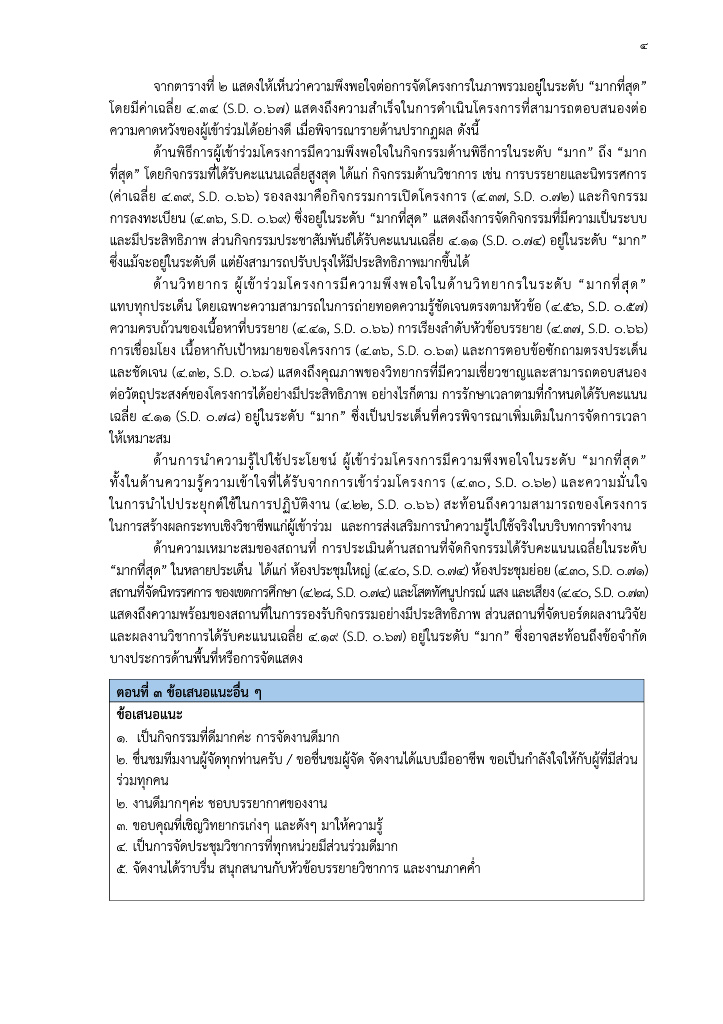 ๔
จากตารางที่ ๒ แสดงให้เห็นว่าความพึงพอใจต่อการจัดโครงการในภาพรวมอยู่ในระดับ “มากที่สุด”
โดยมีค่าเฉลี่ย ๔.๓๔ (S.D. ๐.๖๗) แสดงถึงความสำเร็จในการดำเนินโครงการที่สามารถตอบสนองต่อ
ความคาดหวังของผู้เข้าร่วมได้อย่างดี เมื่อพิจารณารายด้านปรากฏผล ดังนี้
ด้านพิธีการผู้เข้าร่วมโครงการมีความพึงพอใจในกิจกรรมด้านพิธีการในระดับ “มาก” ถึง “มาก
ที่สุด” โดยกิจกรรมที่ได้รับคะแนนเฉลี่ยสูงสุด ได้แก่ กิจกรรมด้านวิชาการ เช่น การบรรยายและนิทรรศการ
(ค่าเฉลี่ย ๔.๓๙, S.D. ๐.๖๖) รองลงมาคือกิจกรรมการเปิดโครงการ (๔.๓๗, S.D. ๐.๗๒) และกิจกรรม
การลงทะเบียน (๔.๓๖, S.D. ๐.๖๙) ซึ่งอยู่ในระดับ “มากที่สุด” แสดงถึงการจัดกิจกรรมที่มีความเป็นระบบ
และมีประสิทธิภาพ ส่วนกิจกรรมประชาสัมพันธ์ได้รับคะแนนเฉลี่ย ๔.๑๑ (S.D. ๐.๗๔) อยู่ในระดับ “มาก”
ซึ่งแม้จะอยู่ในระดับดี แต่ยังสามารถปรับปรุงให้มีประสิทธิภาพมากขึ้นได้
ด้านวิทยากร ผู้เข้าร่วมโครงการมีความพึงพอใจในด้านวิทยากรในระดับ “มากที่สุด”
แทบทุกประเด็น โดยเฉพาะความสามารถในการถ่ายทอดความรู้ชัดเจนตรงตามหัวข้อ (๔.๕๖, S.D. ๐.๕๗)
ความครบถ้วนของเนื้อหาที่บรรยาย (๔.๔๑, S.D. ๐.๖๖) การเรียงลำดับหัวข้อบรรยาย (๔.๓๗, S.D. ๐.๖๖)
การเชื่อมโยง เนื้อหากับเป้าหมายของโครงการ (๔.๓๖, S.D. ๐.๖๓) และการตอบข้อซักถามตรงประเด็น
และชัดเจน (๔.๓๒, S.D. ๐.๖๘) แสดงถึงคุณภาพของวิทยากรที่มีความเชี่ยวชาญและสามารถตอบสนอง
ต่อวัตถุประสงค์ของโครงการได้อย่างมีประสิทธิภาพ อย่างไรก็ตาม การรักษาเวลาตามที่กำหนดได้รับคะแนน
เฉลี่ย ๔.๑๑ (S.D. ๐.๗๘) อยู่ในระดับ “มาก” ซึ่งเป็นประเด็นที่ควรพิจารณาเพิ่มเติมในการจัดการเวลา
ให้เหมาะสม
ด้านการนำความรู้ไปใช้ประโยชน์ ผู้เข้าร่วมโครงการมีความพึงพอใจในระดับ “มากที่สุด”
ทั้งในด้านความรู้ความเข้าใจที่ได้รับจากการเข้าร่วมโครงการ (๔.๓๐, S.D. ๐.๖๒) และความมั่นใจ
ในการนำไปประยุกต์ใช้ในการปฏิบัติงาน (๔.๒๒, S.D. ๐.๖๖) สะท้อนถึงความสามารถของโครงการ
ในการสร้างผลกระทบเชิงวิชาชีพแก่ผู้เข้าร่วม และการส่งเสริมการนำความรู้ไปใช้จริงในบริบทการทำงาน
ด้านความเหมาะสมของสถานที่ การประเมินด้านสถานที่จัดกิจกรรมได้รับคะแนนเฉลี่ยในระดับ
“มากที่สุด” ในหลายประเด็น ได้แก่ ห้องประชุมใหญ่ (๔.๔๐, S.D. ๐.๗๔) ห้องประชุมย่อย (๔.๓๐, S.D. ๐.๗๑)
สถานที่จัดนิทรรศการ ของเขตการศึกษา (๔.๒๘, S.D. ๐.๗๔) และโสตทัศนูปกรณ์ แสง และเสียง (๔.๔๐, S.D. ๐.๗๓)
แสดงถึงความพร้อมของสถานที่ในการรองรับกิจกรรมอย่างมีประสิทธิภาพ ส่วนสถานที่จัดบอร์ดผลงานวิจัย
และผลงานวิชาการได้รับคะแนนเฉลี่ย ๔.๑๙ (S.D. ๐.๖๗) อยู่ในระดับ “มาก” ซึ่งอาจสะท้อนถึงข้อจำกัด
บางประการด้านพื้นที่หรือการจัดแสดง
ตอนที่ ๓ ข้อเสนอแนะอื่น ๆ
ข้อเสนอแนะ
๑. เป็นกิจกรรมที่ดีมากค่ะ การจัดงานดีมาก
๒. ชื่นชมทีมงานผู้จัดทุกท่านครับ / ขอชื่นชมผู้จัด จัดงานได้แบบมืออาชีพ ขอเป็นกำลังใจให้กับผู้ที่มีส่วน
ร่วมทุกคน
๒. งานดีมากๆค่ะ ชอบบรรยากาศของงาน
๓. ขอบคุณที่เชิญวิทยากรเก่งๆ และดังๆ มาให้ความรู้
๔. เป็นการจัดประชุมวิชาการที่ทุกหน่วยมีส่วนร่วมดีมาก
๕. จัดงานได้ราบรื่น สนุกสนานกับหัวข้อบรรยายวิชาการ และงานภาคค่ำ